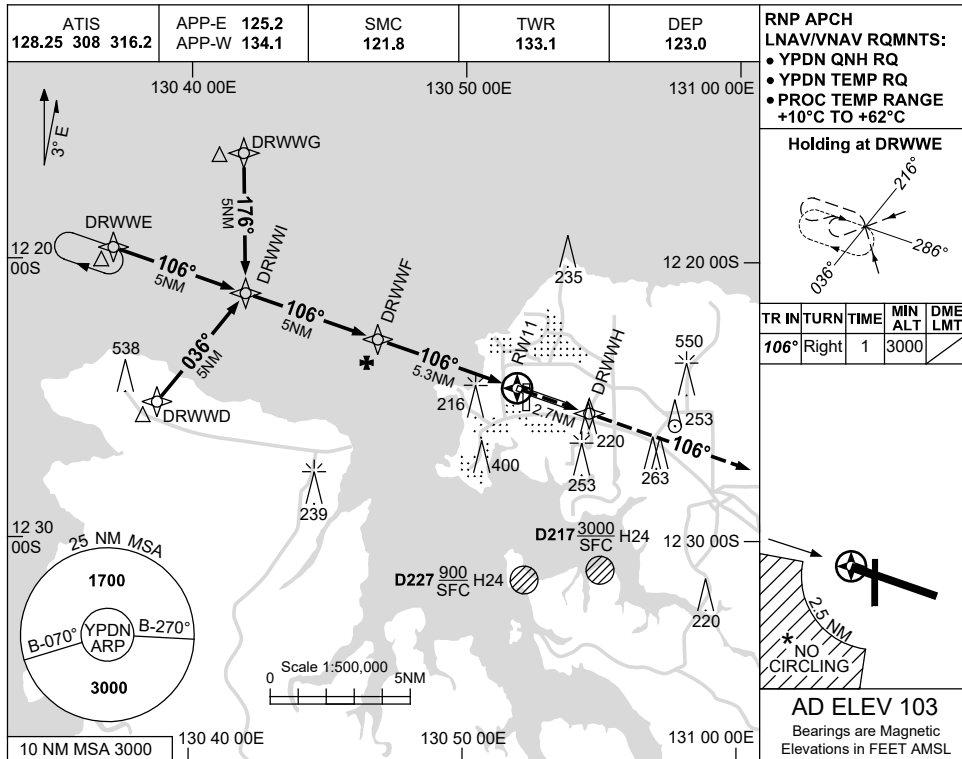 ATIS
128.25 308 316.2
APP-E 125.2
APP-W 134.1
SMC
121.8
TWR
133.1
DEP
123.0
RNP APCH
LNAV/VNAV RQMNTS:
• YPDN QNH RQ
• YPDN TEMP RQ
• PROC TEMP RANGE
+10°C TO +62°C
130 40 00E
130 50 00E
131 00 00E
3° E
DRWWG
176°
5NM
DRWWE
12 20
00S
106°
5NM
DRWWI
106°
5NM
DRWWF
106°
5.3NM
RW11
DRWWH
2.7NM
106°
036°
5NM
DRWWD
538
239
235
12 20 00S
550
216
400
220
253
253
263
12 30
00S
12 30 00S
D217 3000 H24
SFC
D227 900 H24
SFC
220
25 NM MSA
1700
B-070°
YPDN
ARP
B-270°
3000
Scale 1:500,000
0
5NM
10 NM MSA 3000
130 40 00E
130 50 00E
131 00 00E
Holding at DRWWE
216°
286°
036°
TR IN TURN TIME MIN ALT DME LMT
106° Right 1 3000
2.5 NM
* NO
CIRCLING
AD ELEV 103
Bearings are Magnetic
Elevations in FEET AMSL